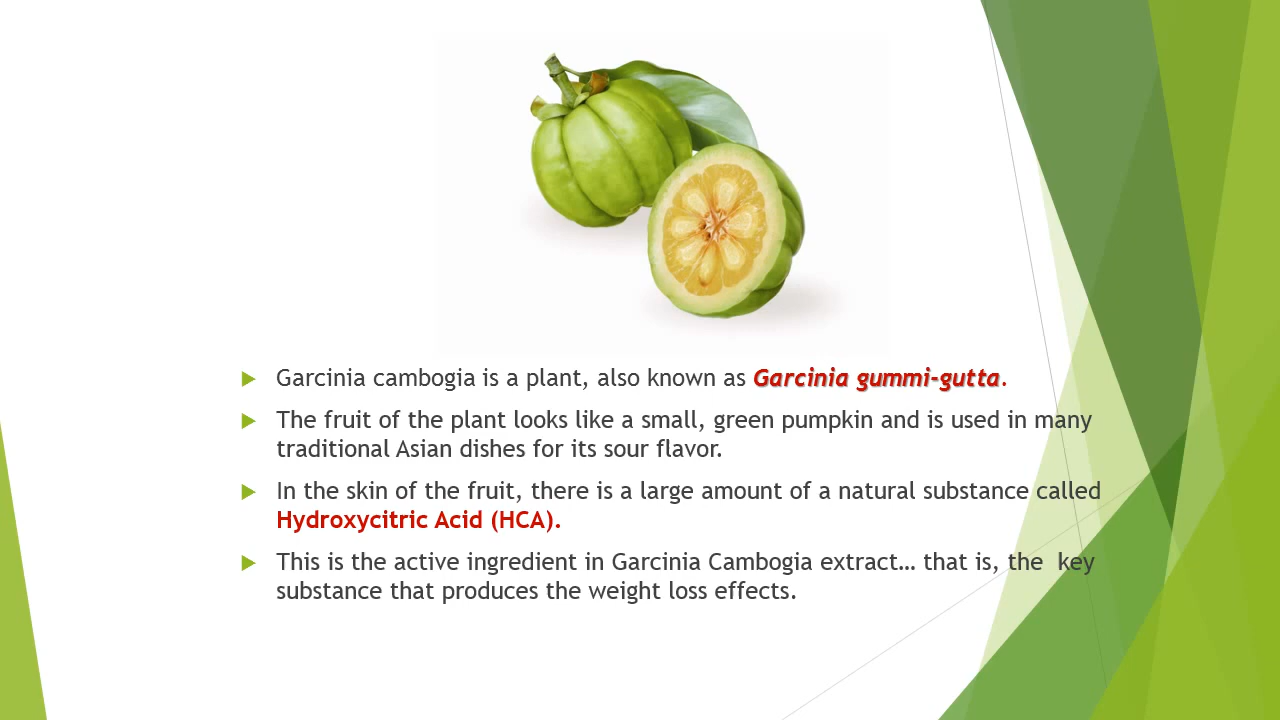 Garcinia cambogia is a plant, also known as Garcinia gummi-gutta.
The fruit of the plant looks like a small, green pumpkin and is used in many
traditional Asian dishes for its sour flavor.
In the skin of the fruit, there is a large amount of a natural substance called
Hydroxycitric Acid (HCA).
This is the active ingredient in Garcinia Cambogia extract… that is, the  key
substance that produces the weight loss effects.